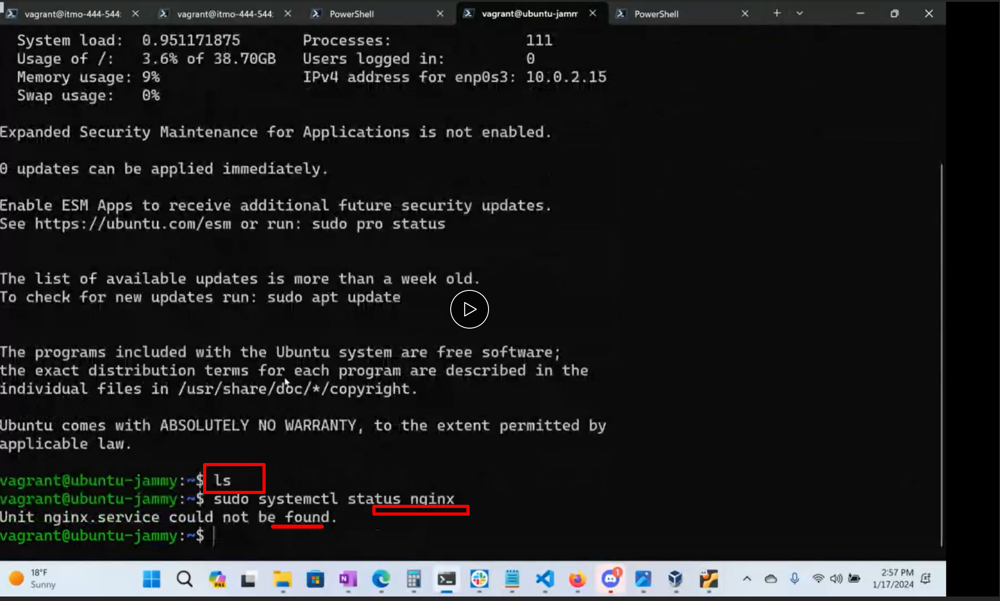 vagrant@itmo-444-544: vagrant@itmo-444-544: PowerShell vagrant@ubuntu-jamm PowerShell
System load: 0.951171875 Processes: 111
Usage of /: 3.6% of 38.70GB Users logged in: 0
Memory usage: 9% IPv4 address for enp0s3: 10.0.2.15
Swap usage: 0%
Expanded Security Maintenance for Applications is not enabled.
0 updates can be applied immediately.
Enable ESM Apps to receive additional future security updates.
See https://ubuntu.com/esm or run: sudo pro status
The list of available updates is more than a week old.
To check for new updates run: sudo apt update
The programs included with the Ubuntu system are free software;
the exact distribution terms for each program are described in the
individual files in /usr/share/doc/*/copyright.
Ubuntu comes with ABSOLUTELY NO WARRANTY, to the extent permitted by
applicable law.
vagrant@ubuntu-jammy:~$ ls
vagrant@ubuntu-jammy:~$ sudo systemctl status nginx
Unit nginx.service could not be found.
vagrant@ubuntu-jammy:~$
18°F
Sunny
PRE
N
1
64
2:57 PM
1/17/2024